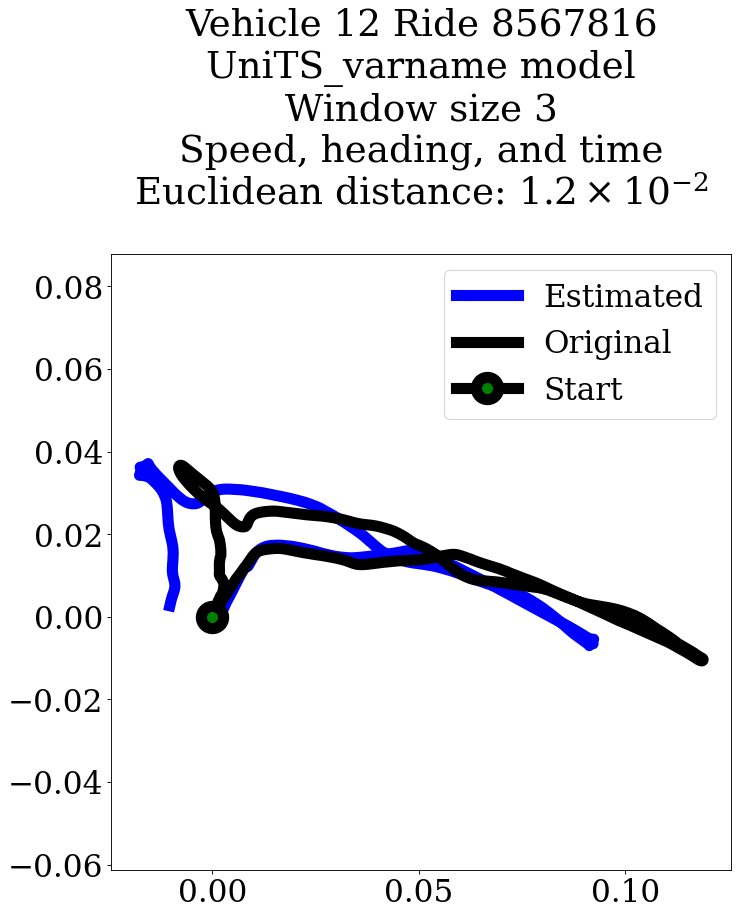 Vehicle 12 Ride 8567816
UniTS_varname model
Window size 3
Speed, heading, and time
Euclidean distance: 1.2 × 10⁻²
Estimated
Original
Start
0.08
0.06
0.04
0.02
0.00
−0.02
−0.04
−0.06
0.00 0.05 0.10